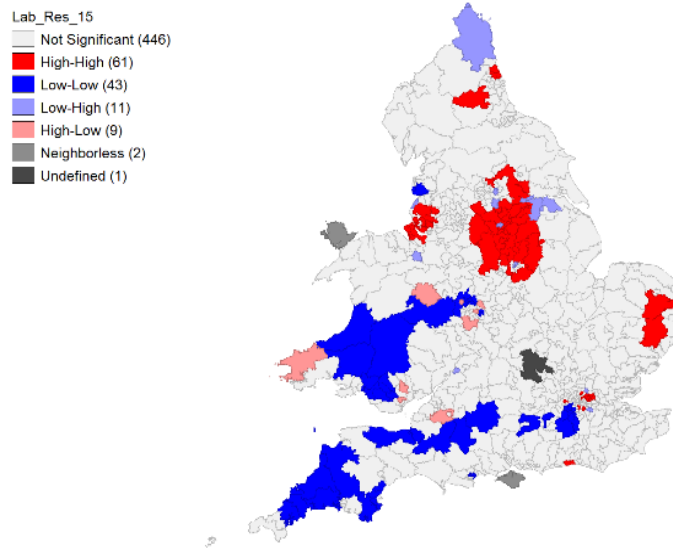 Lab_Res_15
Not Significant (446)
High-High (61)
Low-Low (43)
Low-High (11)
High-Low (9)
Neighborless (2)
Undefined (1)